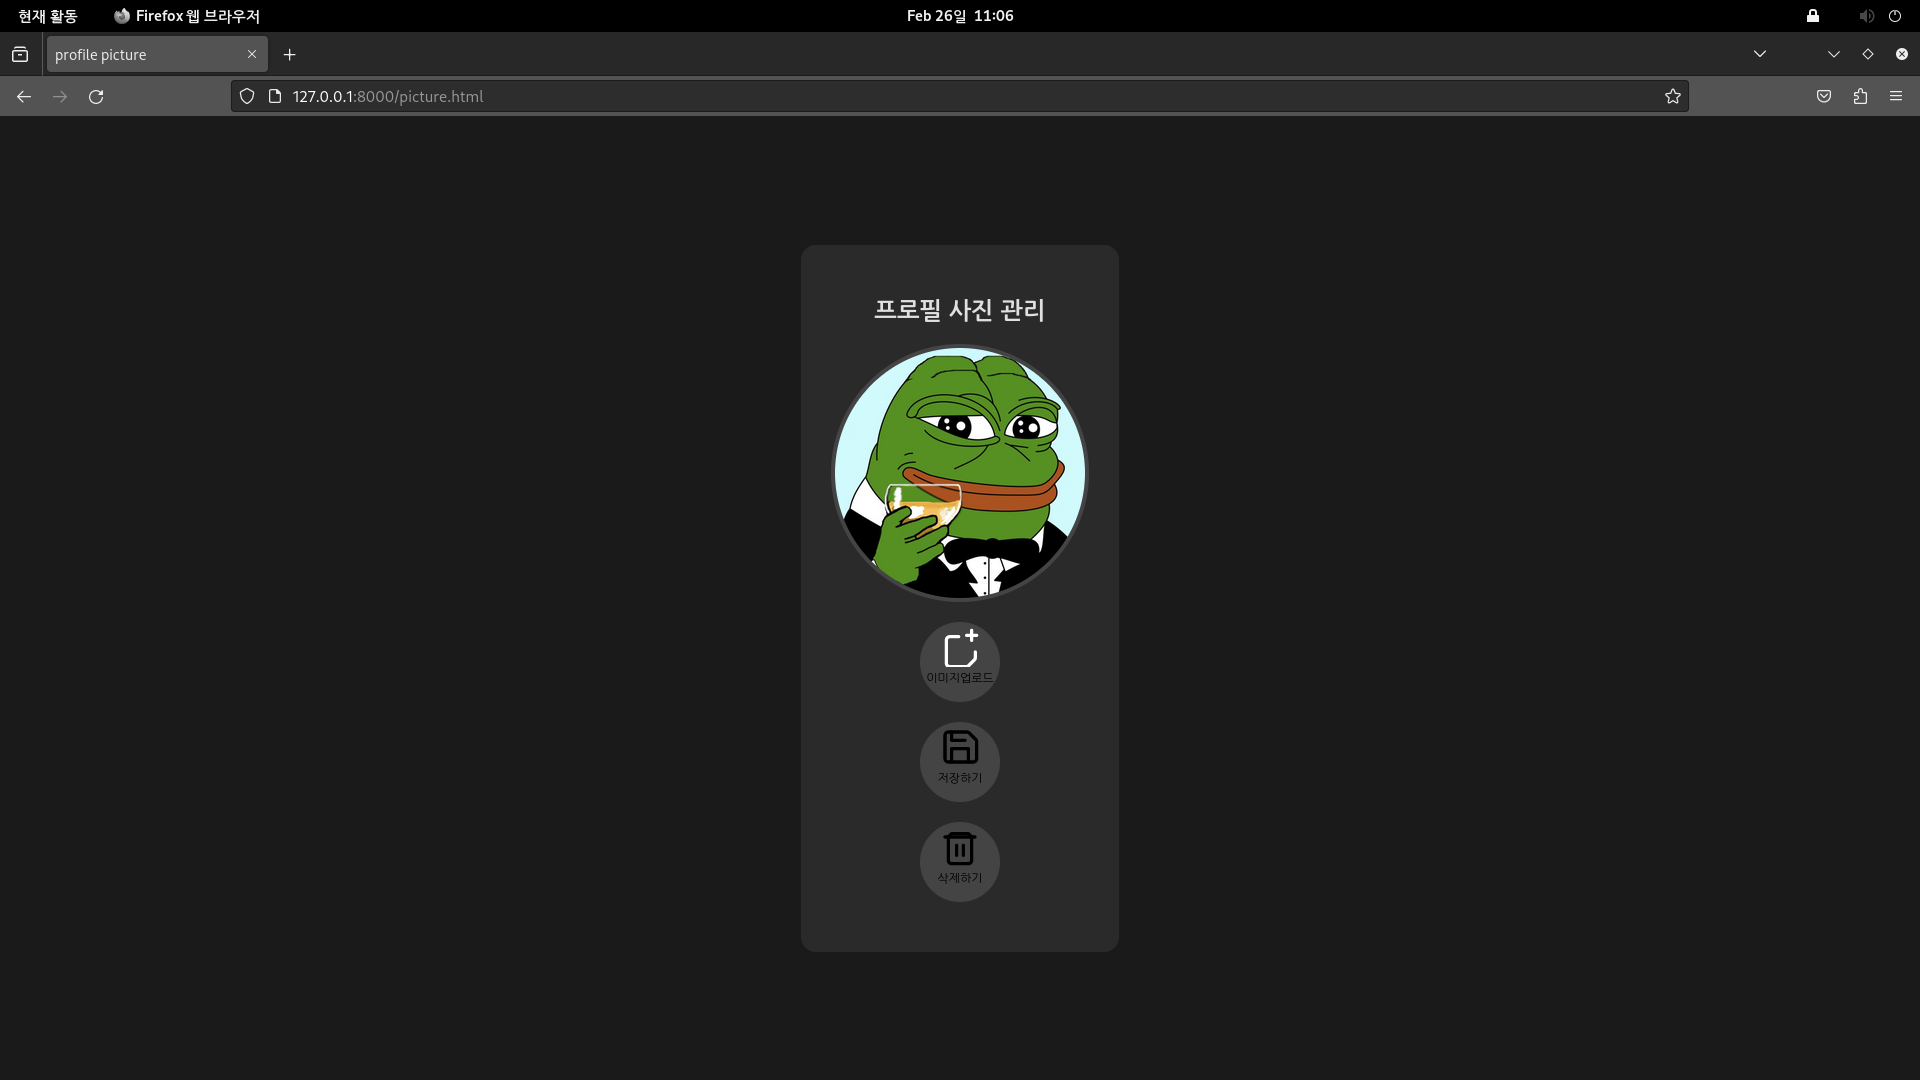 현재 활동
Firefox 웹 브라우저
Feb 26일 11:06
profile picture
127.0.0.1:8000/picture.html
프로필 사진 관리
이미지업로드
저장하기
삭제하기